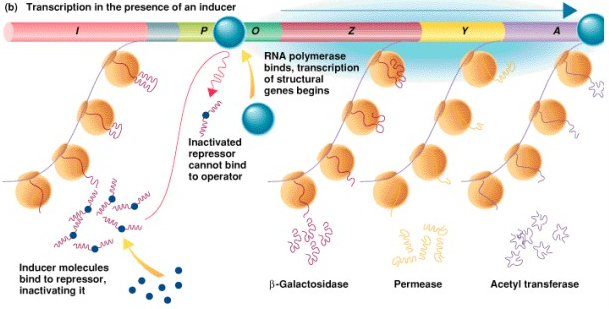 (b) Transcription in the presence of an inducer
I P O Z Y A
RNA polymerase
binds, transcription
of structural
genes begins
Inactivated
repressor
cannot bind
to operator
Inducer molecules
bind to repressor,
inactivating it
β-Galactosidase Permease Acetyl transferase